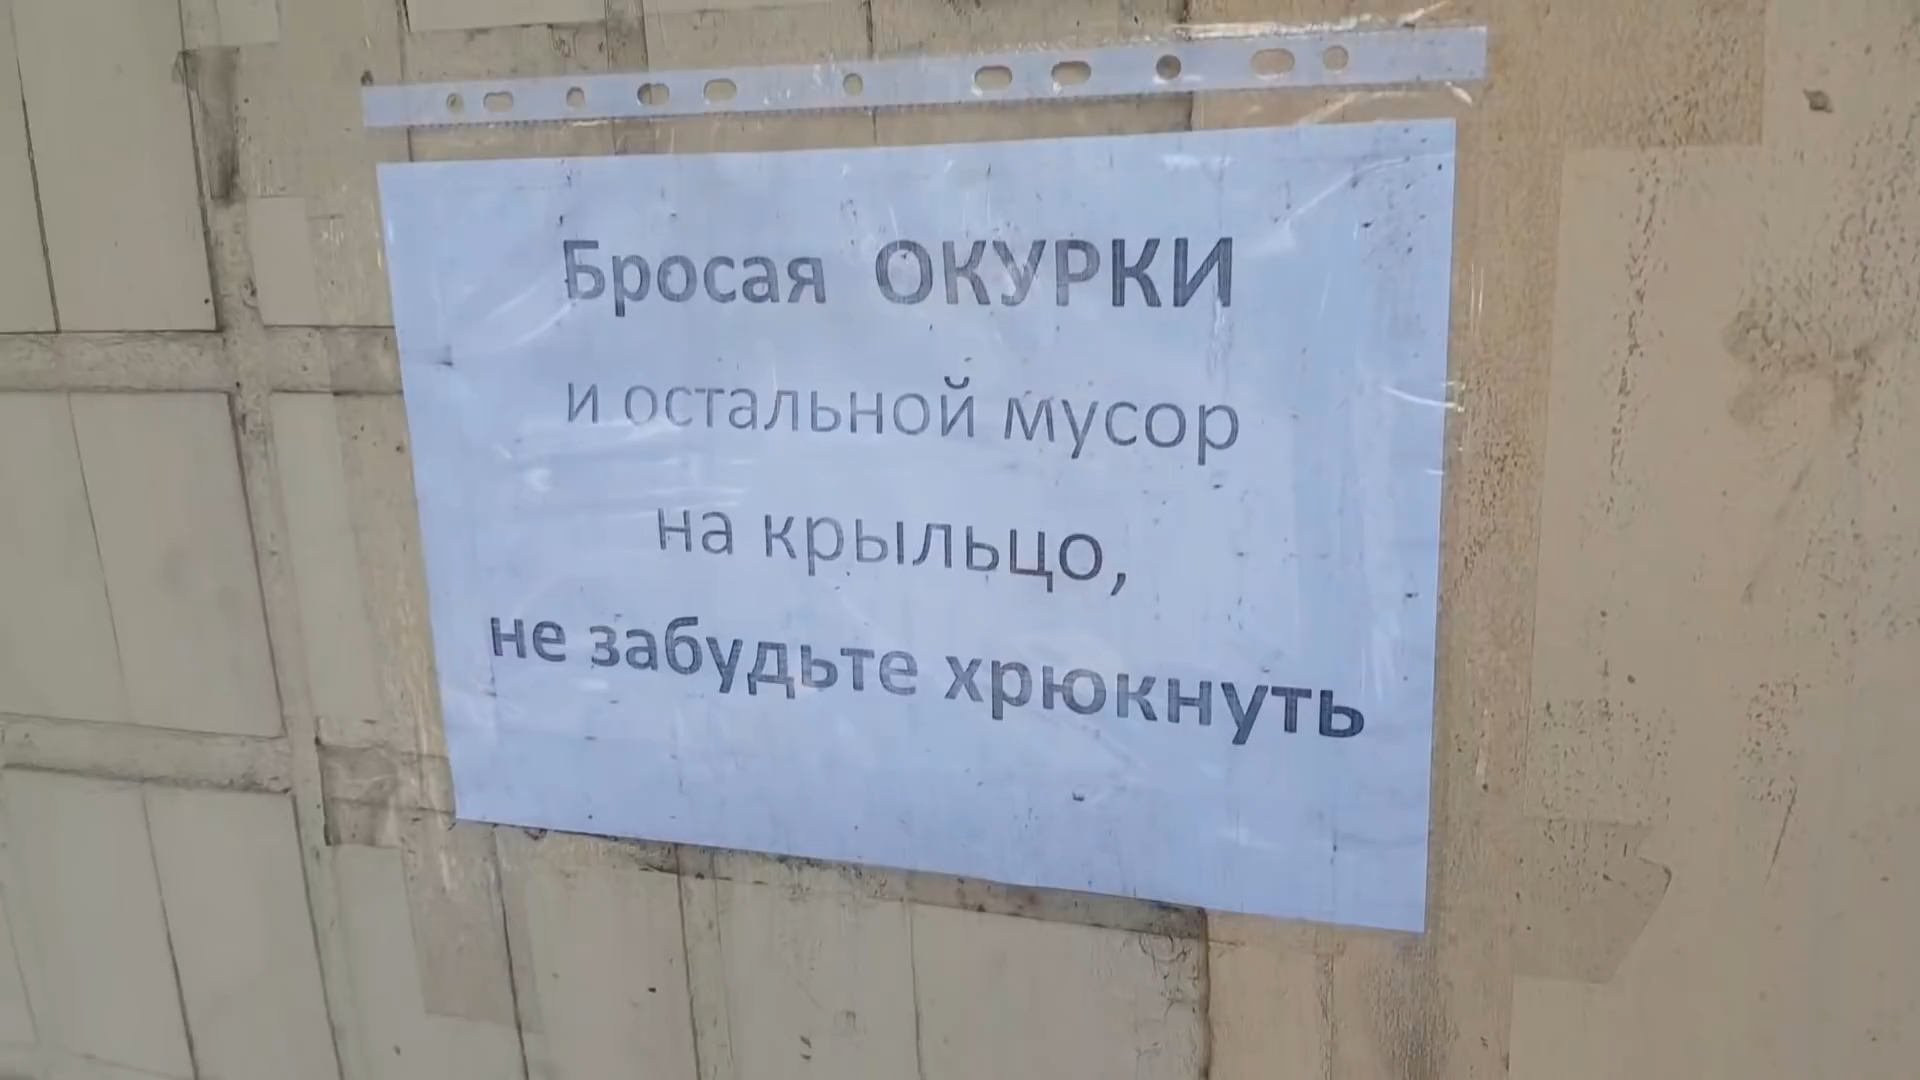 Бросая ОКУРКИ
и остальной мусор
на крыльцо,
не забудьте хрюкнуть